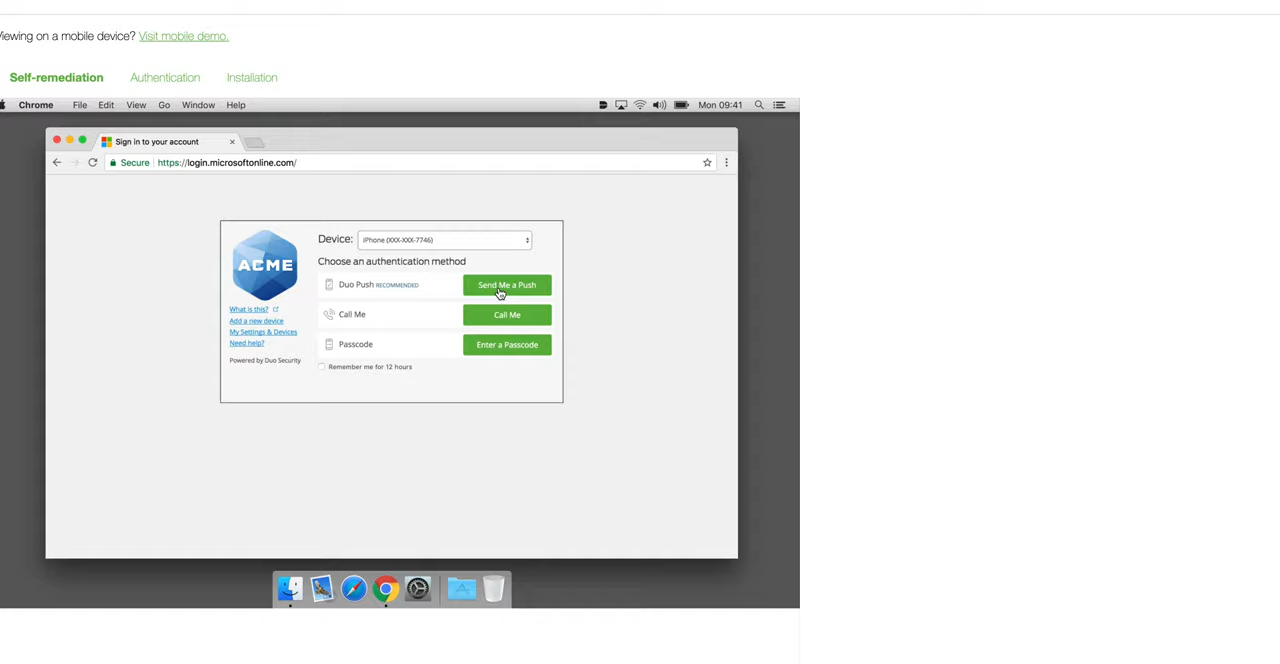 Viewing on a mobile device? Visit mobile demo.
Self-remediation Authentication Installation
Chrome File Edit View Go Window Help Mon 09:41
Sign in to your account
Secure https://login.microsoftonline.com/
ACME
What is this?
Add a new device
My Settings & Devices
Need help?
Powered by Duo Security
Device: iPhone (XXX-XXX-7746)
Choose an authentication method
Duo Push RECOMMENDED Send Me a Push
Call Me Call Me
Passcode Enter a Passcode
Remember me for 12 hours